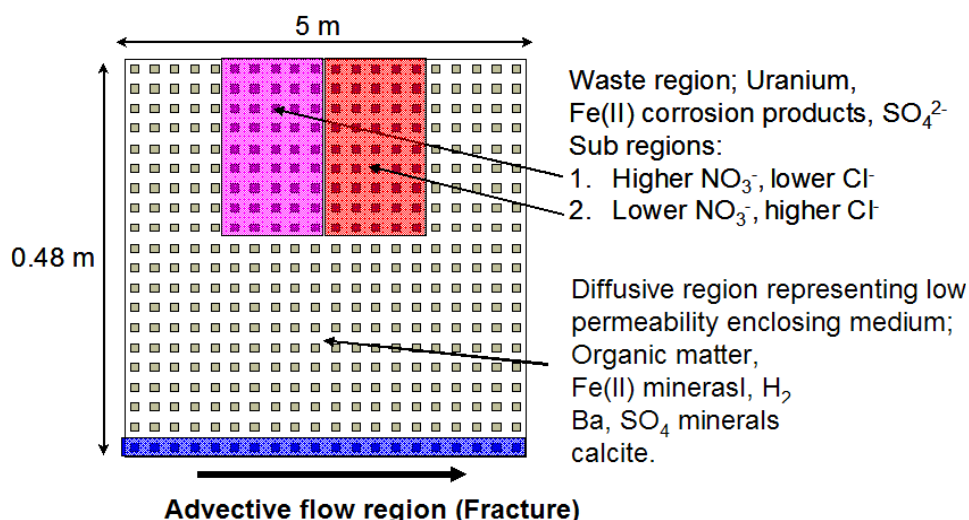 5 m
0.48 m
Waste region; Uranium,
Fe(II) corrosion products, SO₄²⁻
Sub regions:
1. Higher NO₃⁻, lower Cl⁻
2. Lower NO₃⁻, higher Cl⁻
Diffusive region representing low
permeability enclosing medium;
Organic matter,
Fe(II) minerasl, H₂
Ba, SO₄ minerals
calcite.
Advective flow region (Fracture)